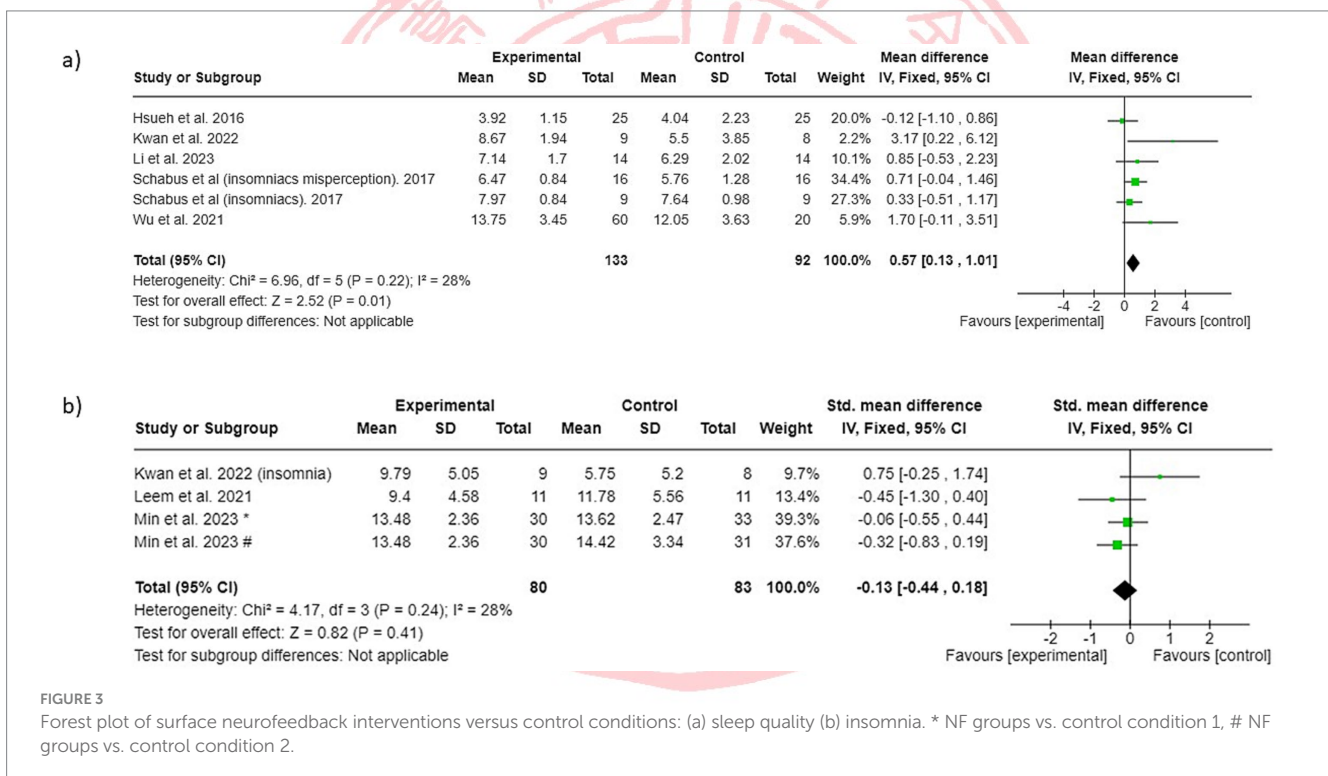 a)
Experimental Control Mean difference Mean difference
Study or Subgroup Mean SD Total Mean SD Total Weight IV, Fixed, 95% CI IV, Fixed, 95% CI
Hsueh et al. 2016 3.92 1.15 25 4.04 2.23 25 20.0% -0.12 [-1.10 , 0.86]
Kwan et al. 2022 8.67 1.94 9 5.5 3.85 8 2.2% 3.17 [0.22 , 6.12]
Li et al. 2023 7.14 1.7 14 6.29 2.02 14 10.1% 0.85 [-0.53 , 2.23]
Schabus et al (insomniacs misperception). 2017 6.47 0.84 16 5.76 1.28 16 34.4% 0.71 [-0.04 , 1.46]
Schabus et al (insomniacs). 2017 7.97 0.84 9 7.64 0.98 9 27.3% 0.33 [-0.51 , 1.17]
Wu et al. 2021 13.75 3.45 60 12.05 3.63 20 5.9% 1.70 [-0.11 , 3.51]
Total (95% CI) 133 92 100.0% 0.57 [0.13 , 1.01]
Heterogeneity: Chi² = 6.96, df = 5 (P = 0.22); I² = 28%
Test for overall effect: Z = 2.52 (P = 0.01)
-4 -2 0 2 4
Test for subgroup differences: Not applicable
Favours [experimental] Favours [control]
b)
Experimental Control Std. mean difference Std. mean difference
Study or Subgroup Mean SD Total Mean SD Total Weight IV, Fixed, 95% CI IV, Fixed, 95% CI
Kwan et al. 2022 (insomnia) 9.79 5.05 9 5.75 5.2 8 9.7% 0.75 [-0.25 , 1.74]
Leem et al. 2021 9.4 4.58 11 11.78 5.56 11 13.4% -0.45 [-1.30 , 0.40]
Min et al. 2023 * 13.48 2.36 30 13.62 2.47 33 39.3% -0.06 [-0.55 , 0.44]
Min et al. 2023 # 13.48 2.36 30 14.42 3.34 31 37.6% -0.32 [-0.83 , 0.19]
Total (95% CI) 80 83 100.0% -0.13 [-0.44 , 0.18]
Heterogeneity: Chi² = 4.17, df = 3 (P = 0.24); I² = 28%
Test for overall effect: Z = 0.82 (P = 0.41)
-2 -1 0 1 2
Test for subgroup differences: Not applicable
Favours [experimental] Favours [control]
FIGURE 3
Forest plot of surface neurofeedback interventions versus control conditions: (a) sleep quality (b) insomnia. * NF groups vs. control condition 1, # NF
groups vs. control condition 2.